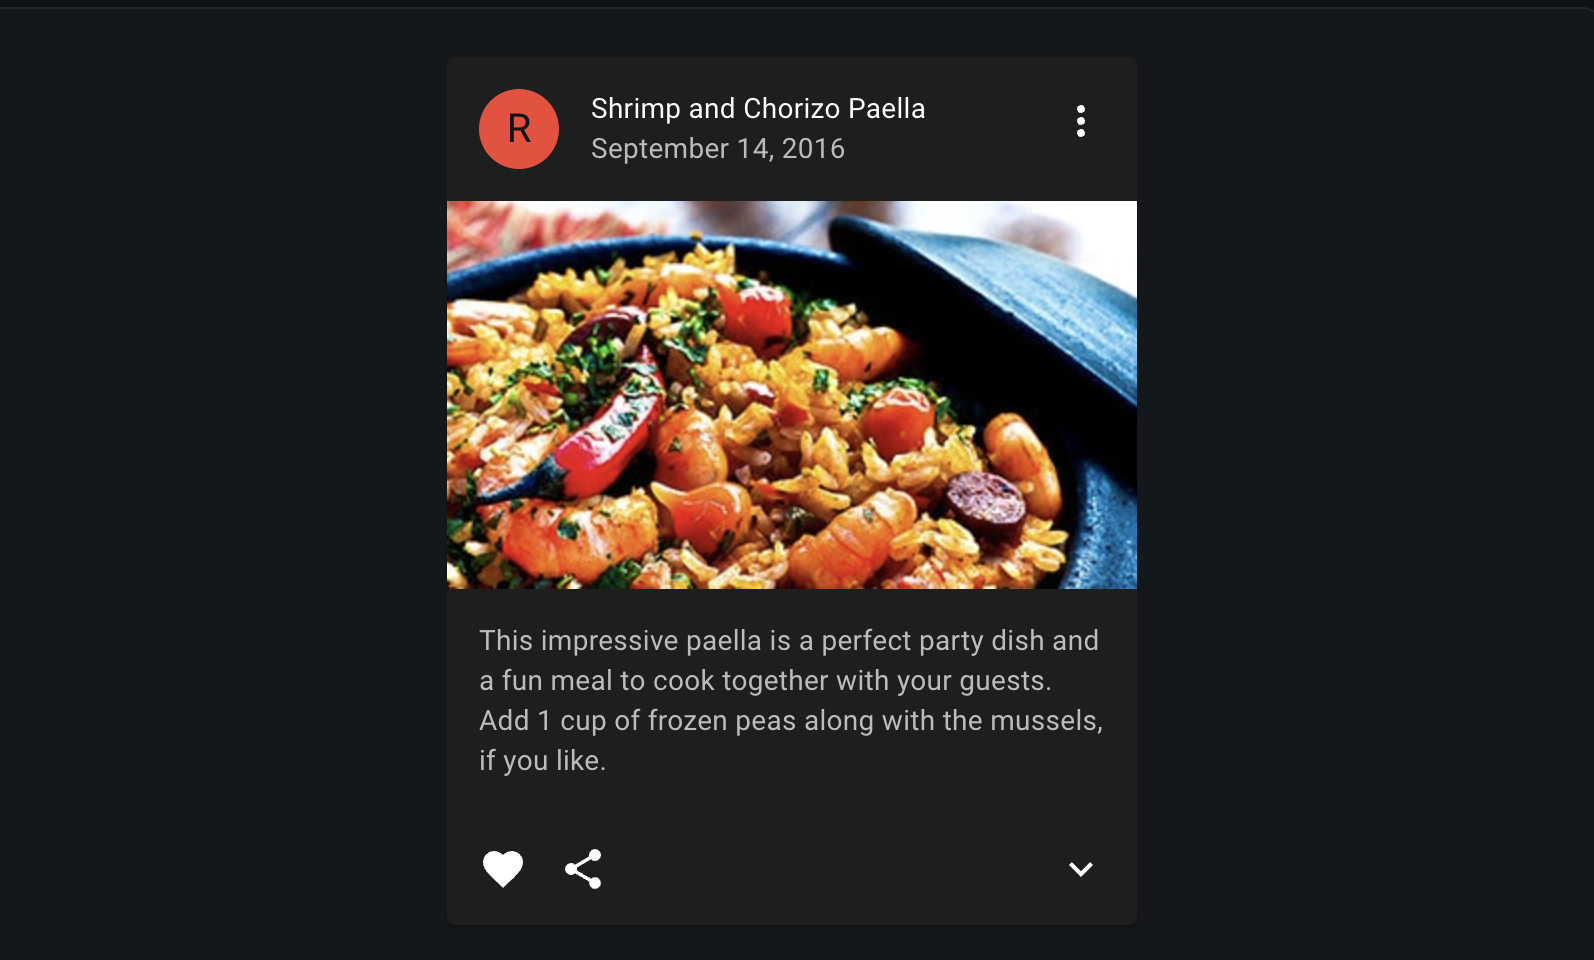 R
Shrimp and Chorizo Paella
September 14, 2016
This impressive paella is a perfect party dish and
a fun meal to cook together with your guests.
Add 1 cup of frozen peas along with the mussels,
if you like.